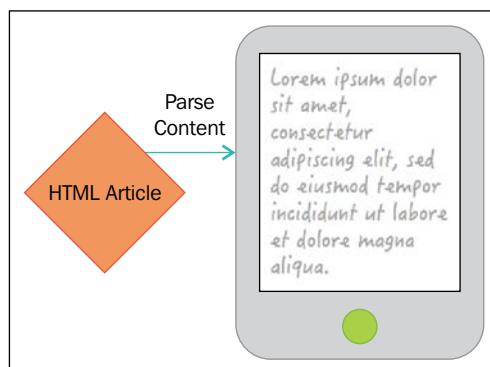 Parse
Content
HTML Article
Lorem ipsum dolor
sit amet,
consectetur
adipiscing elit, sed
do eiusmod tempor
incididunt ut labore
et dolore magna
aliqua.